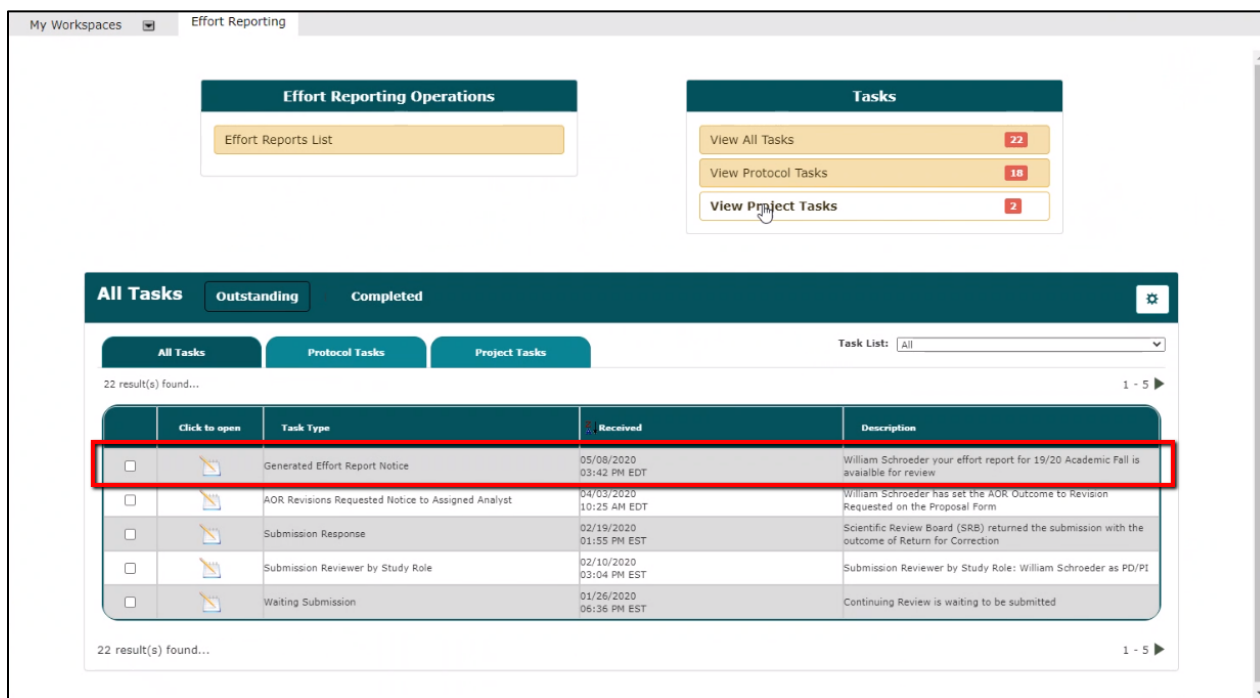 My Workspaces
Effort Reporting
Effort Reporting Operations
Effort Reports List
Tasks
View All Tasks 22
View Protocol Tasks 18
View Project Tasks 2
All Tasks Outstanding Completed
All Tasks Protocol Tasks Project Tasks
Task List: All
22 result(s) found...
1 - 5
Click to open Task Type Received Description
Generated Effort Report Notice
05/08/2020
03:42 PM EDT
William Schroeder your effort report for 19/20 Academic Fall is
avaialble for review
AOR Revisions Requested Notice to Assigned Analyst
04/03/2020
10:25 AM EDT
William Schroeder has set the AOR Outcome to Revision
Requested on the Proposal Form
Submission Response
02/19/2020
01:55 PM EST
Scientific Review Board (SRB) returned the submission with the
outcome of Return for Correction
Submission Reviewer by Study Role
02/10/2020
03:04 PM EST
Submission Reviewer by Study Role: William Schroeder as PD/PI
Waiting Submission
01/26/2020
06:36 PM EST
Continuing Review is waiting to be submitted
22 result(s) found...
1 - 5